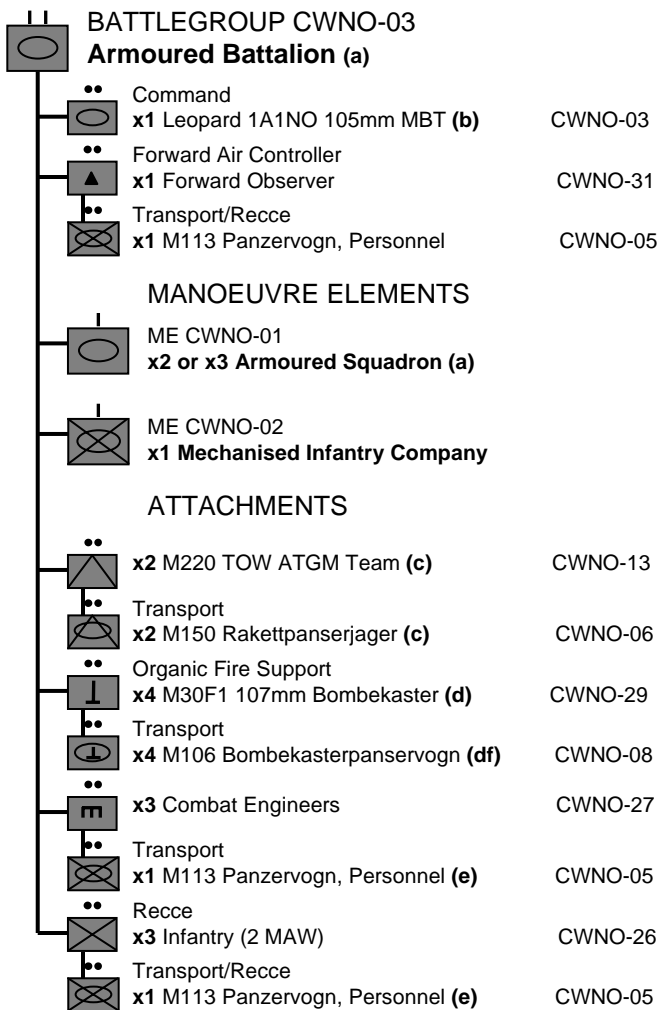 BATTLEGROUP CWNO-03
Armoured Battalion (a)
Command
x1 Leopard 1A1NO 105mm MBT (b) CWNO-03
Forward Air Controller
x1 Forward Observer CWNO-31
Transport/Recce
x1 M113 Panzervogn, Personnel CWNO-05
MANOEUVRE ELEMENTS
ME CWNO-01
x2 or x3 Armoured Squadron (a)
ME CWNO-02
x1 Mechanised Infantry Company
ATTACHMENTS
x2 M220 TOW ATGM Team (c) CWNO-13
Transport
x2 M150 Rakettpanserjager (c) CWNO-06
Organic Fire Support
x4 M30F1 107mm Bombekaster (d) CWNO-29
Transport
x4 M106 Bombekasterpanservogn (df) CWNO-08
x3 Combat Engineers CWNO-27
Transport
x1 M113 Panzervogn, Personnel (e) CWNO-05
Recce
x3 Infantry (2 MAW) CWNO-26
Transport/Recce
x1 M113 Panzervogn, Personnel (e) CWNO-05